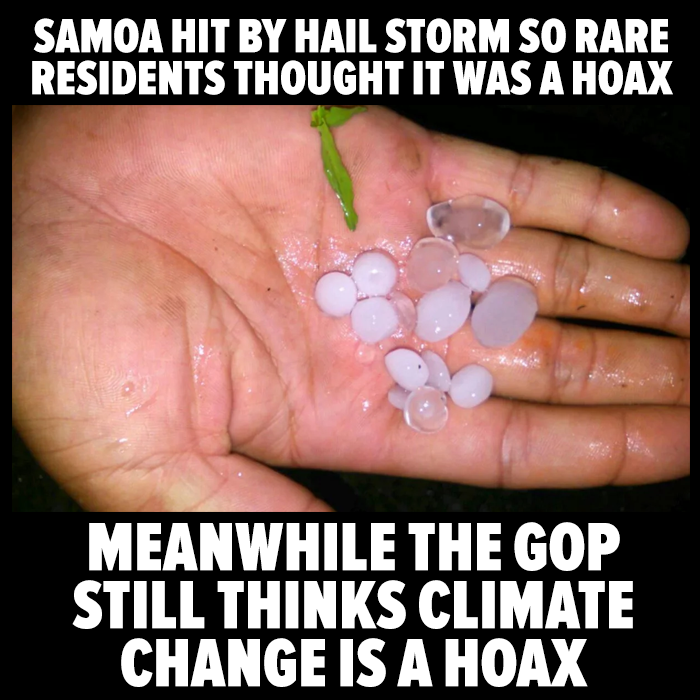 SAMOA HIT BY HAIL STORM SO RARE
RESIDENTS THOUGHT IT WAS A HOAX
MEANWHILE THE GOP
STILL THINKS CLIMATE
CHANGE IS A HOAX